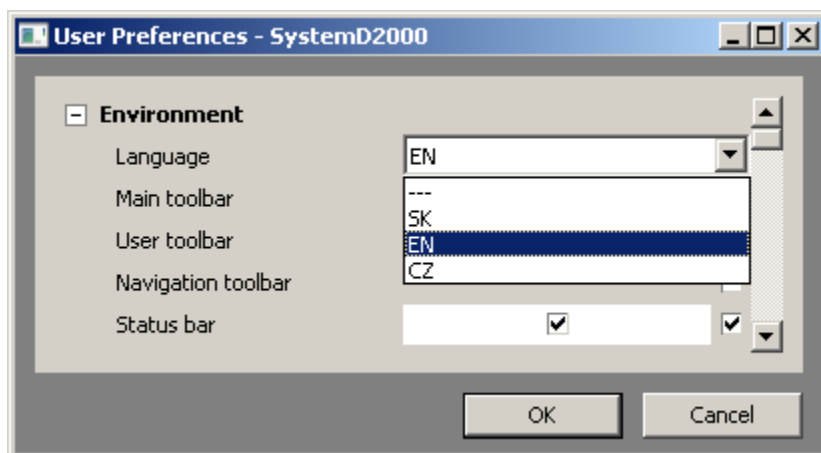 User Preferences - SystemD2000
Environment
Language EN
---
Main toolbar
SK
User toolbar EN
CZ
Navigation toolbar
Status bar
OK Cancel